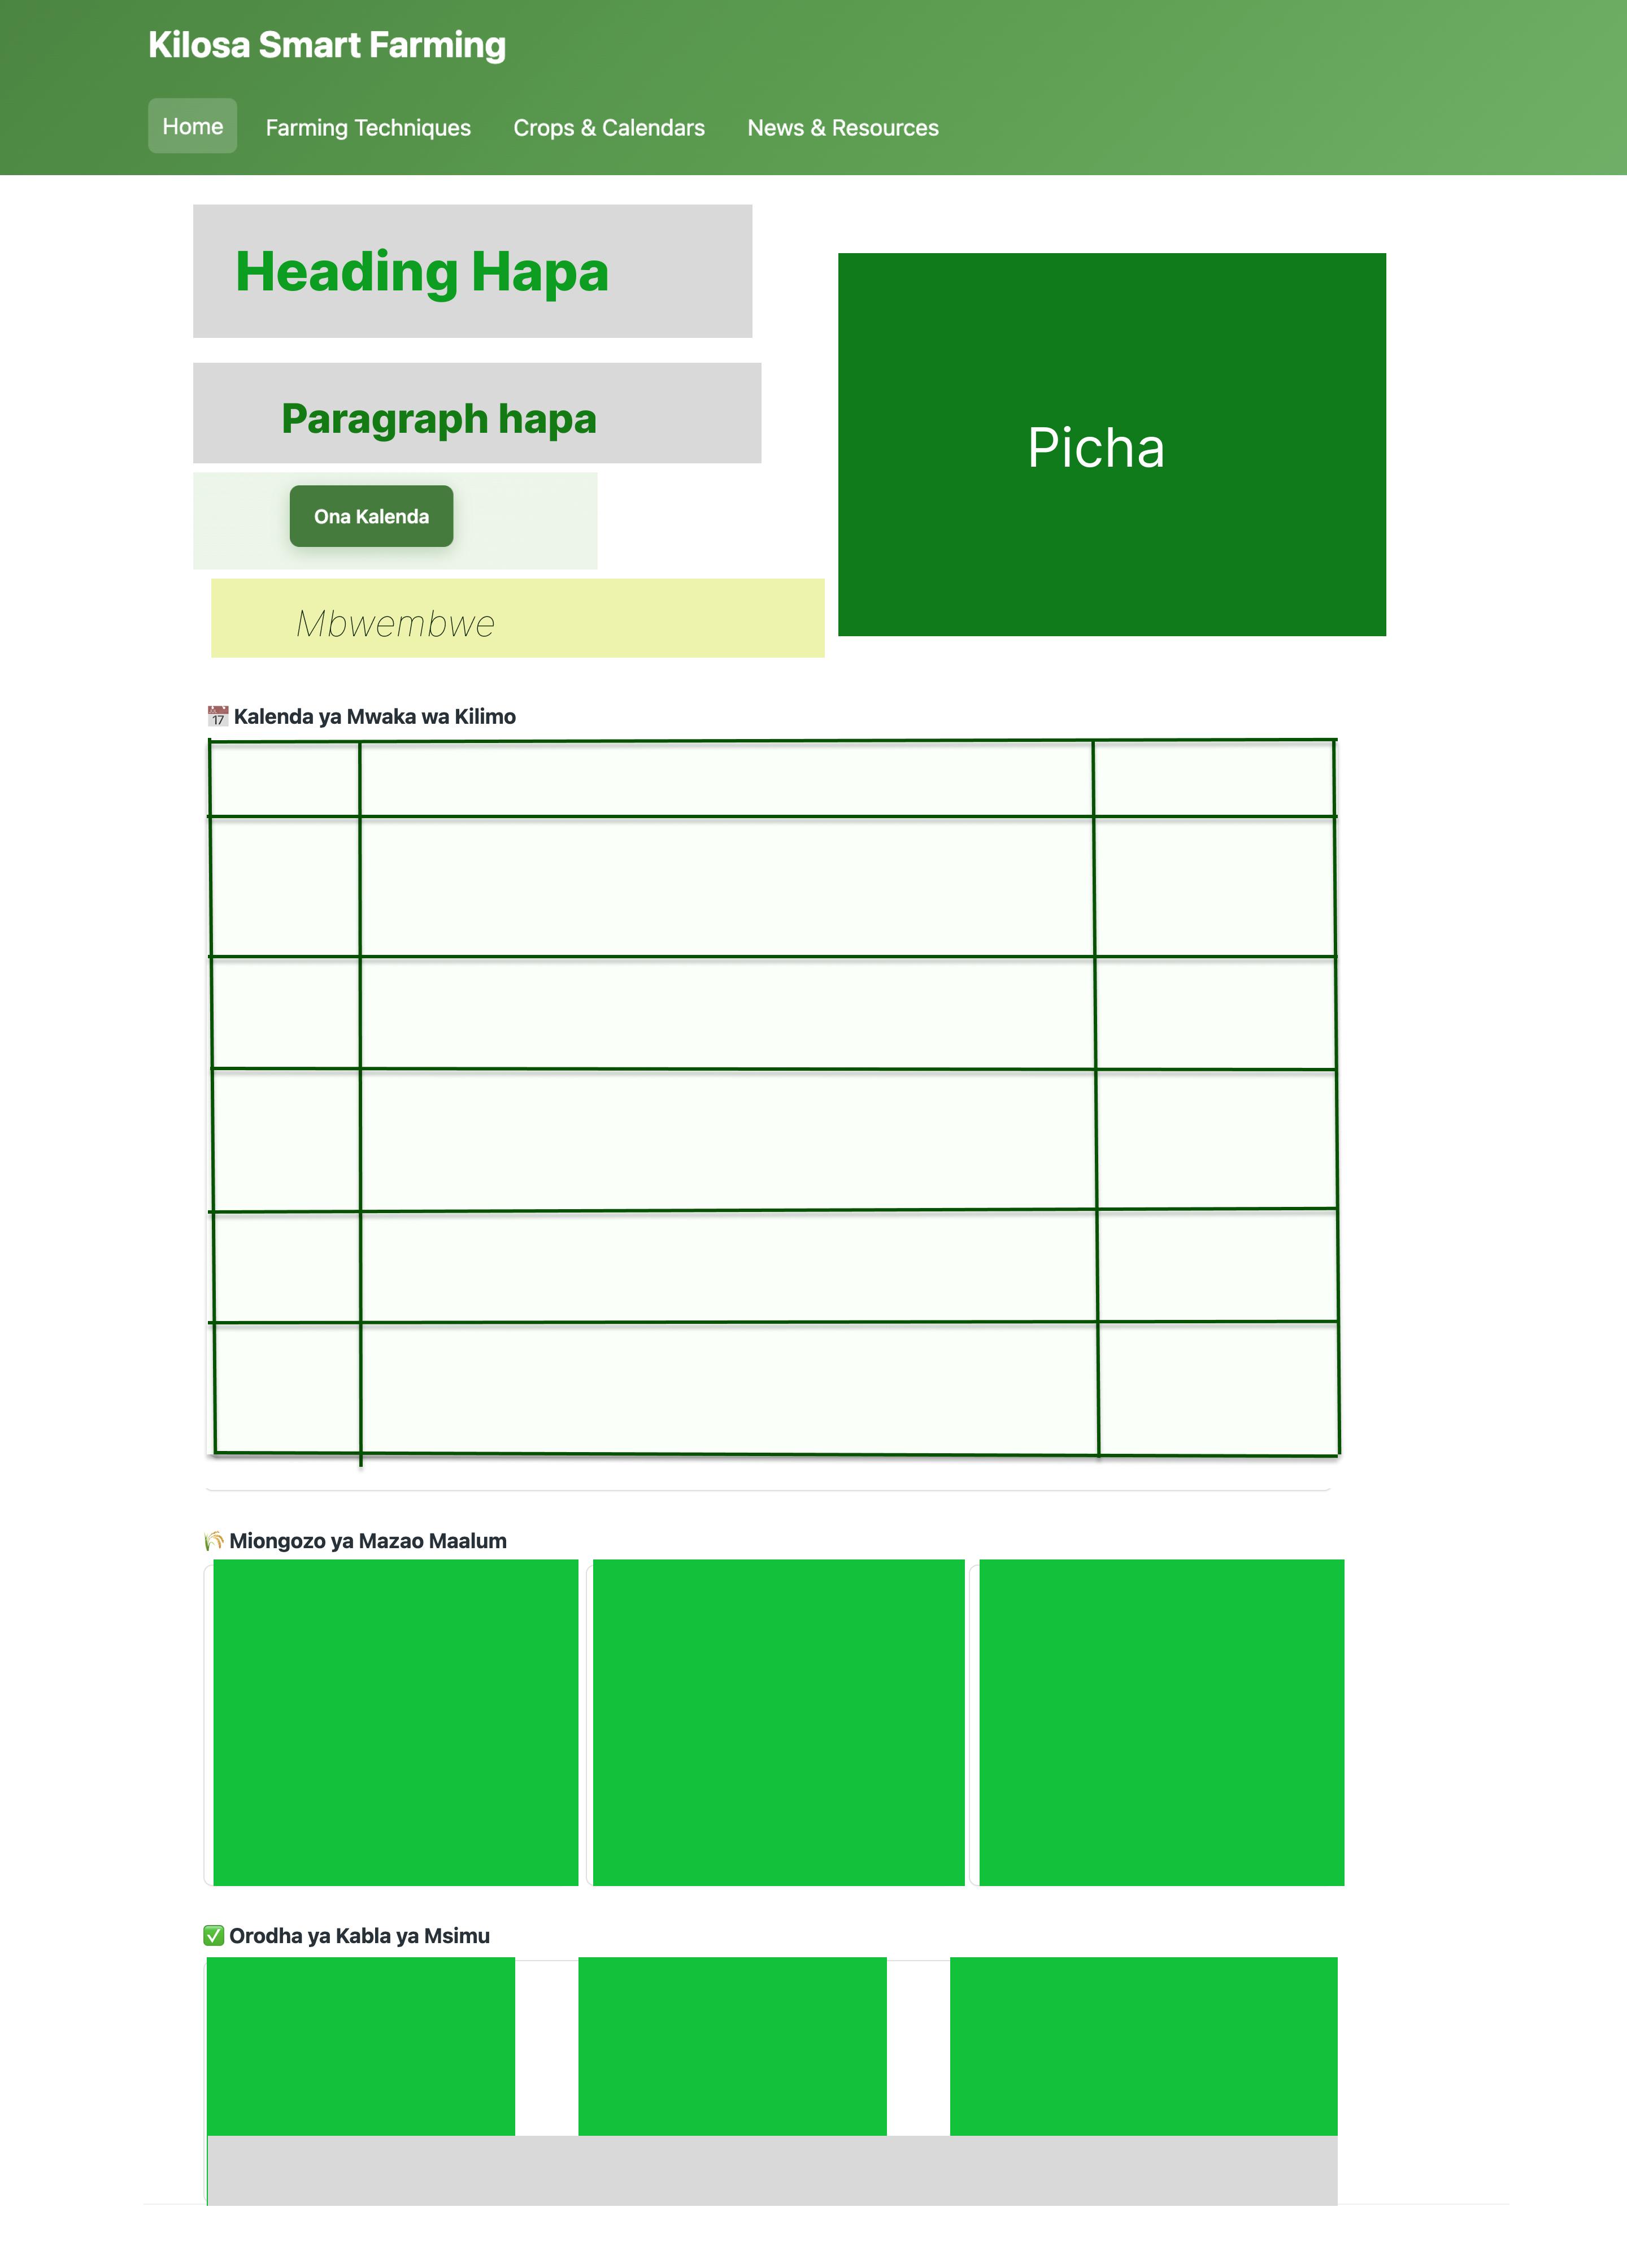 Kilosa Smart Farming
Home Farming Techniques Crops & Calendars News & Resources
Heading Hapa
Paragraph hapa
Picha
Ona Kalenda
Mbwembwe
17 Kalenda ya Mwaka wa Kilimo
Miongozo ya Mazao Maalum
Orodha ya Kabla ya Msimu